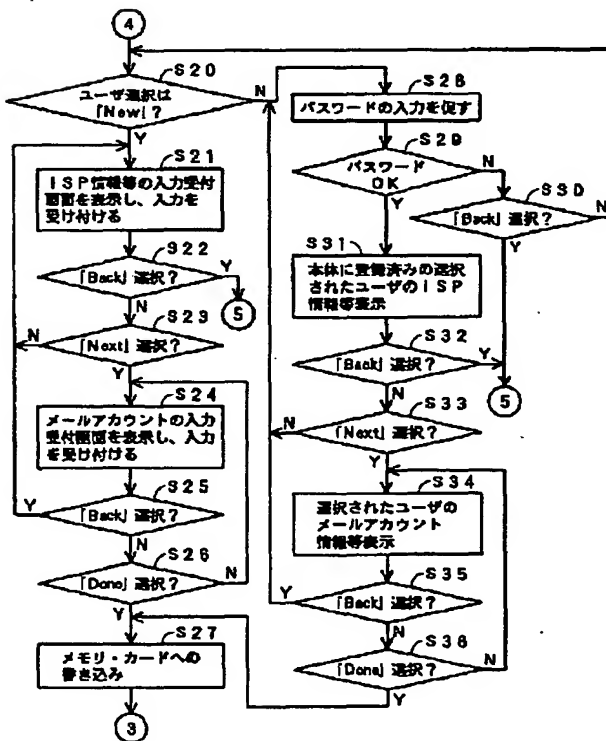 4
S20
ユーザ選択は
「New」?
N
Y
S21
ISP情報等の入力受付
画面を表示し、入力を
受け付ける
S22
「Back」選択?
Y
N
5
S23
「Next」選択?
N
Y
S24
メールアカウントの入力
受付画面を表示し、入力
を受け付ける
S25
「Back」選択?
Y
N
S26
「Done」選択?
N
Y
S27
メモリ・カードへの
書き込み
3
S28
パスワードの入力を促す
S29
パスワード
OK
N
Y
S30
「Back」選択?
N
Y
S31
本体に登録済みの選択
されたユーザのISP
情報等表示
S32
「Back」選択?
Y
N
5
S33
「Next」選択?
N
Y
S34
選択されたユーザの
メールアカウント
情報等表示
S35
「Back」選択?
Y
N
S36
「Done」選択?
N
Y